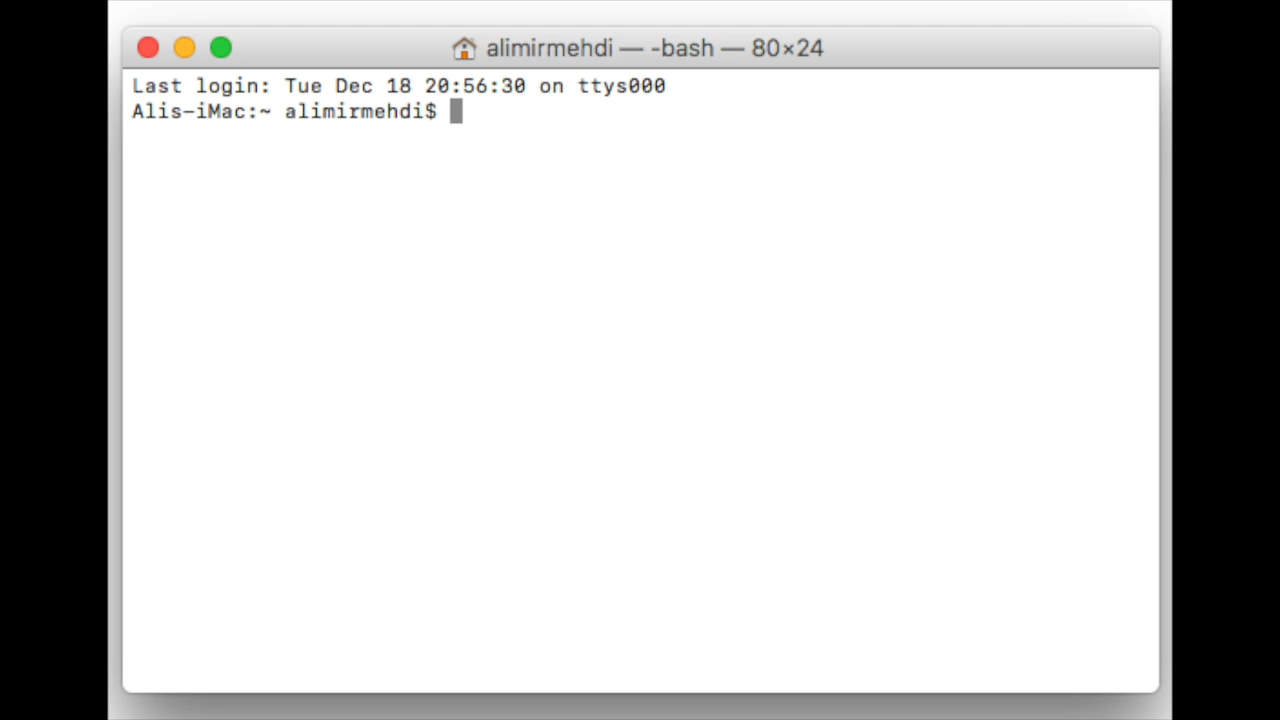 alimirmehdi — -bash — 80×24
Last login: Tue Dec 18 20:56:30 on ttys000
Alis-iMac:~ alimirmehdi$